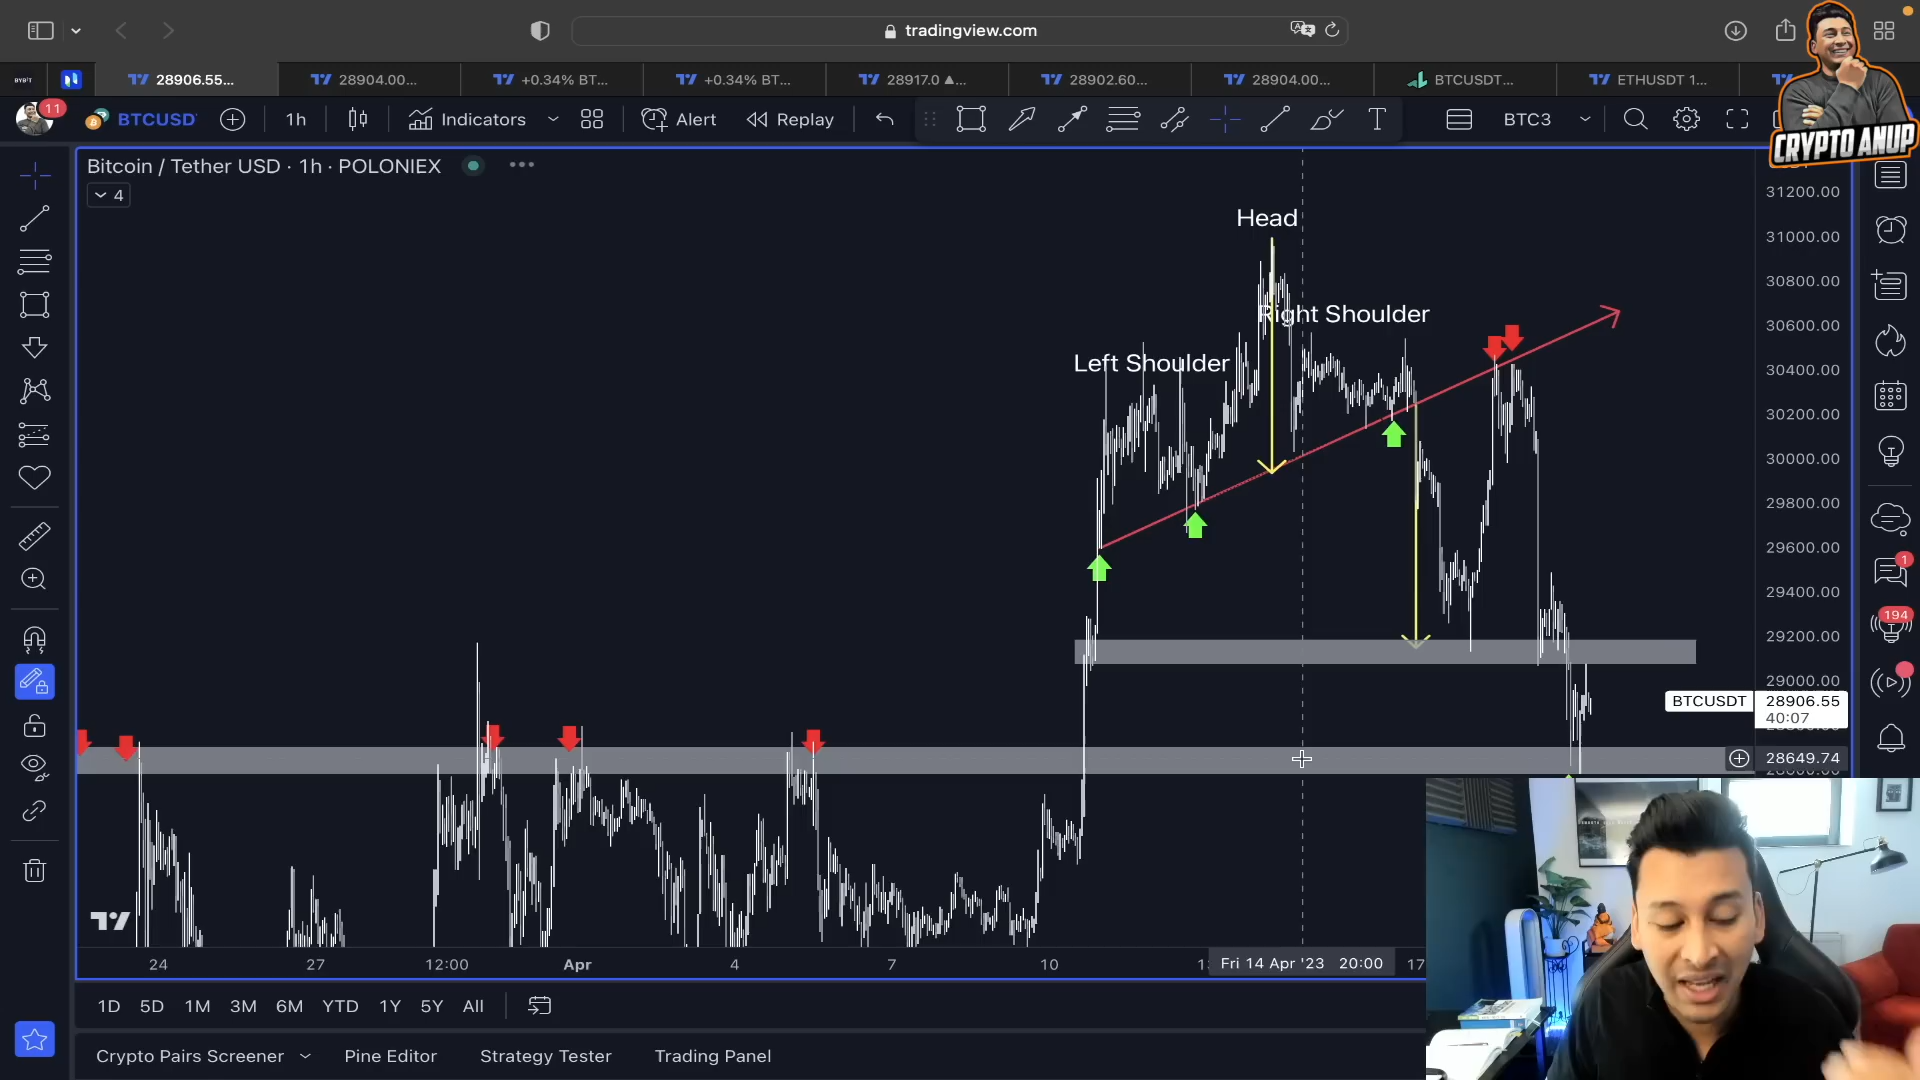 tradingview.com
BYBIT
28906.55...
28904.00...
+0.34% BT...
+0.34% BT...
28917.0 ▲...
28902.60...
28904.00...
BTCUSDT...
ETHUSDT 1...
11
BTCUSD
1h
Indicators
Alert
Replay
BTC3
CRYPTO ANUP
Bitcoin / Tether USD · 1h · POLONIEX
4
Head
Right Shoulder
Left Shoulder
31200.00
31000.00
30800.00
30600.00
30400.00
30200.00
30000.00
29800.00
29600.00
29400.00
29200.00
29000.00
BTCUSDT
28906.55
40:07
28649.74
1
194
24
27
12:00
Apr
4
7
10
Fri 14 Apr '23 20:00
17
1D
5D
1M
3M
6M
YTD
1Y
5Y
All
Crypto Pairs Screener
Pine Editor
Strategy Tester
Trading Panel